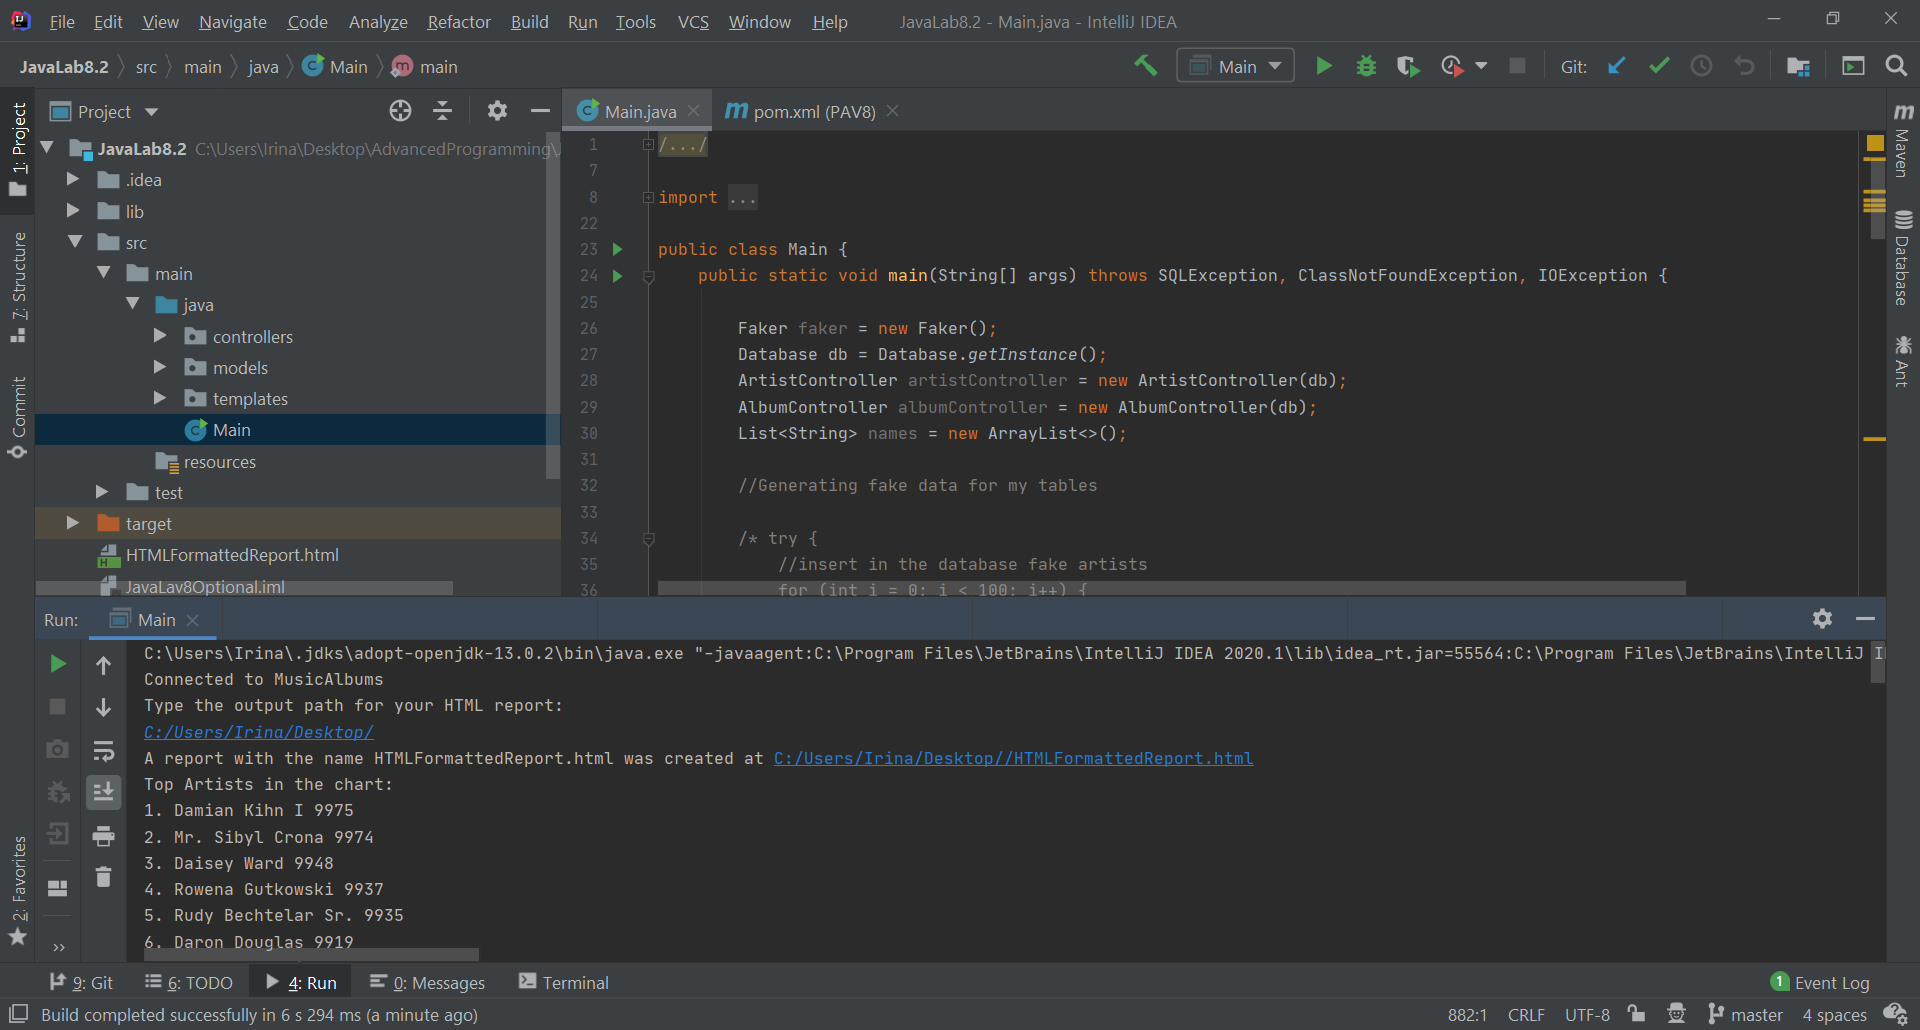 File Edit View Navigate Code Analyze Refactor Build Run Tools VCS Window Help JavaLab8.2 - Main.java - IntelliJ IDEA
JavaLab8.2 src main java Main main
Main Git:
1: Project
7: Structure
Commit
2: Favorites
Project
JavaLab8.2 C:\Users\Irina\Desktop\AdvancedProgramming\
.idea
lib
src
main
java
controllers
models
templates
Main
resources
test
target
HTMLFormattedReport.html
JavaLav8Optional.iml
Main.java pom.xml (PAV8)
1 /.../
7
8 import ...
22
23 public class Main {
24 public static void main(String[] args) throws SQLException, ClassNotFoundException, IOException {
25
26 Faker faker = new Faker();
27 Database db = Database.getInstance();
28 ArtistController artistController = new ArtistController(db);
29 AlbumController albumController = new AlbumController(db);
30 List<String> names = new ArrayList<>();
31
32 //Generating fake data for my tables
33
34 /* try {
35 //insert in the database fake artists
36 for (int i = 0; i < 100; i++) {
Maven
Database
Ant
Run: Main
C:\Users\Irina\.jdks\adopt-openjdk-13.0.2\bin\java.exe "-javaagent:C:\Program Files\JetBrains\IntelliJ IDEA 2020.1\lib\idea_rt.jar=55564:C:\Program Files\JetBrains\IntelliJ I
Connected to MusicAlbums
Type the output path for your HTML report:
C:/Users/Irina/Desktop/
A report with the name HTMLFormattedReport.html was created at C:/Users/Irina/Desktop//HTMLFormattedReport.html
Top Artists in the chart:
1. Damian Kihn I 9975
2. Mr. Sibyl Crona 9974
3. Daisey Ward 9948
4. Rowena Gutkowski 9937
5. Rudy Bechtelar Sr. 9935
6. Daron Douglas 9919
9: Git 6: TODO 4: Run 0: Messages Terminal 1 Event Log
Build completed successfully in 6 s 294 ms (a minute ago) 882:1 CRLF UTF-8 master 4 spaces